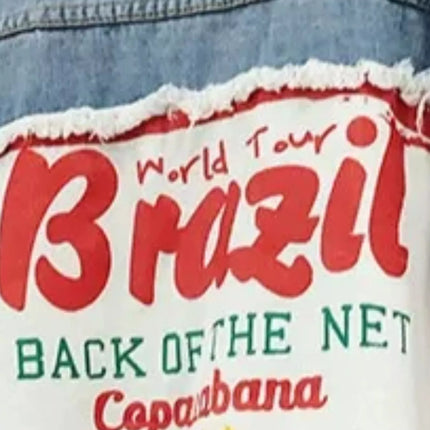 World Tour
Brazil
BACK OF THE NET
Copacabana